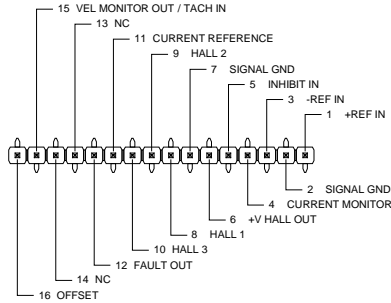 15 VEL MONITOR OUT / TACH IN
13 NC
11 CURRENT REFERENCE
9 HALL 2
7 SIGNAL GND
5 INHIBIT IN
3 -REF IN
1 +REF IN
2 SIGNAL GND
4 CURRENT MONITOR
6 +V HALL OUT
8 HALL 1
10 HALL 3
12 FAULT OUT
14 NC
16 OFFSET